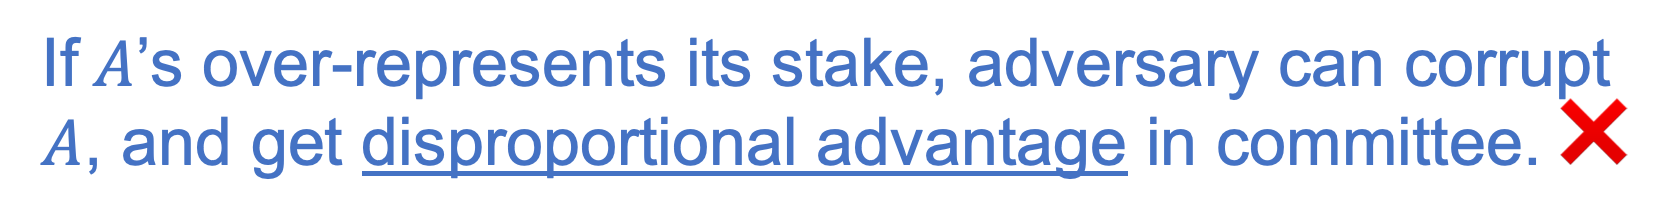 If A’s over-represents its stake, adversary can corrupt
A, and get disproportional advantage in committee.